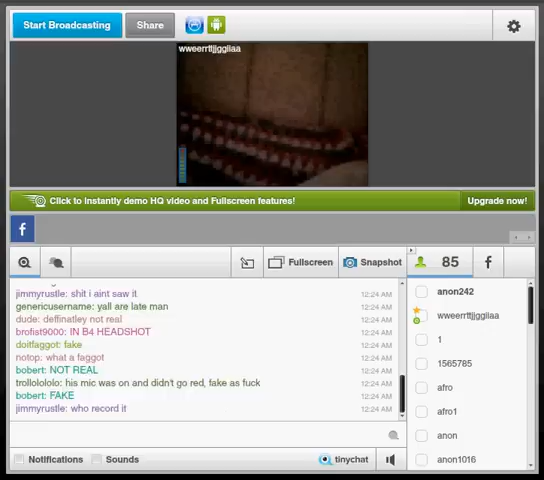 Start Broadcasting
Share
wweerrttjjggiiaa
Click to instantly demo HQ video and Fullscreen features!
Upgrade now!
Fullscreen
Snapshot
85
jimmyrustle: shit i aint saw it 12:24 AM
genericusername: yall are late man 12:24 AM
dude: deffinatley not real 12:24 AM
brofist9000: IN B4 HEADSHOT 12:24 AM
doitfaggot: fake 12:24 AM
notop: what a faggot 12:24 AM
bobert: NOT REAL 12:24 AM
trollolololo: his mic was on and didn't go red, fake as fuck 12:24 AM
bobert: FAKE 12:24 AM
jimmyrustle: who record it 12:24 AM
anon242
wweerrttjjggiiaa
1
1565785
afro
afro1
anon
anon1016
Notifications
Sounds
tinychat